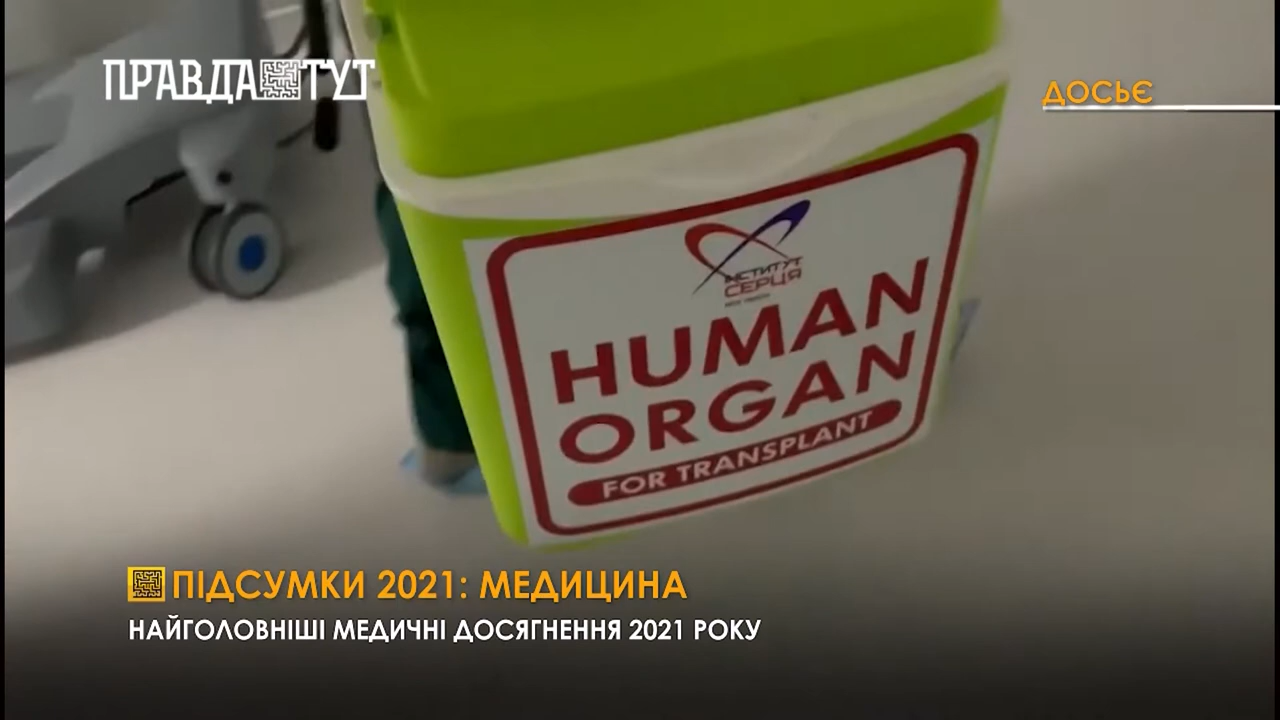 ПРАВДА ТУТ
ДОСЬЄ
ІНСТИТУТ
СЕРЦЯ
HUMAN
ORGAN
FOR TRANSPLANT
ПІДСУМКИ 2021: МЕДИЦИНА
НАЙГОЛОВНІШІ МЕДИЧНІ ДОСЯГНЕННЯ 2021 РОКУ